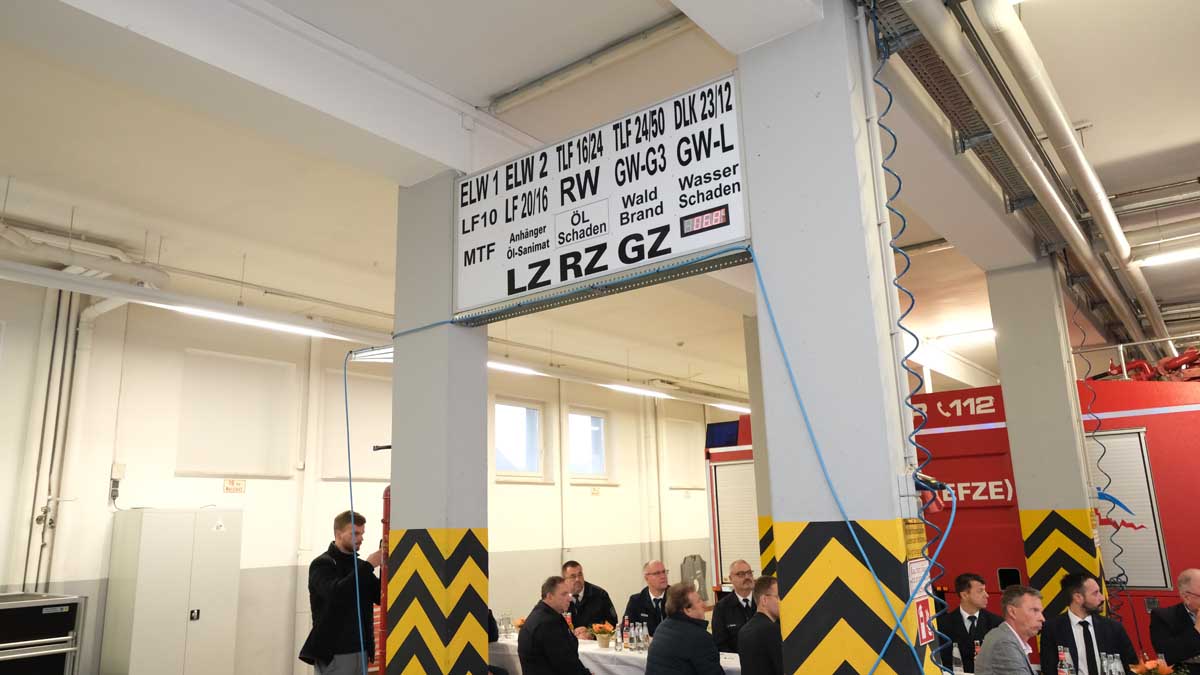 ELW 1 ELW 2 TLF 16/24 TLF 24/50 DLK 23/12
LF10 LF 20/16 RW GW-G3 GW-L
MTF Anhänger Öl-Sanimat ÖL Schaden Wald Brand Wasser Schaden
LZ RZ GZ
112
EFZE)